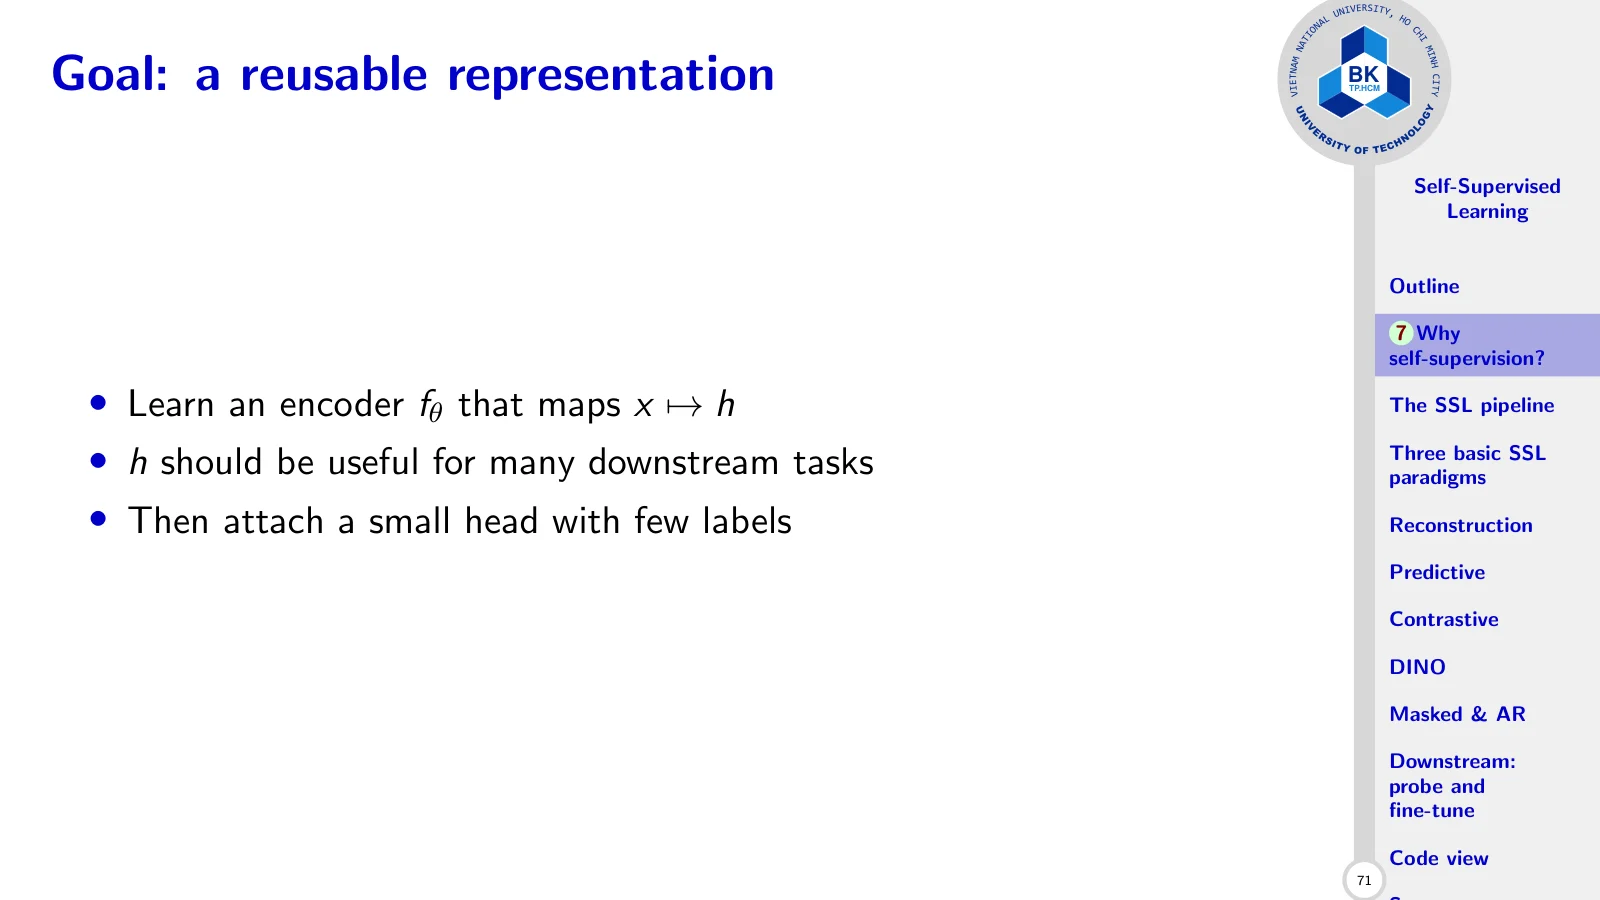 Goal: a reusable representation
• Learn an encoder fθ that maps x ↦ h
• h should be useful for many downstream tasks
• Then attach a small head with few labels
VIETNAM NATIONAL UNIVERSITY, HO CHI MINH CITY
BK
TP.HCM
UNIVERSITY OF TECHNOLOGY
Self-Supervised
Learning
Outline
7 Why
self-supervision?
The SSL pipeline
Three basic SSL
paradigms
Reconstruction
Predictive
Contrastive
DINO
Masked & AR
Downstream:
probe and
fine-tune
Code view
71